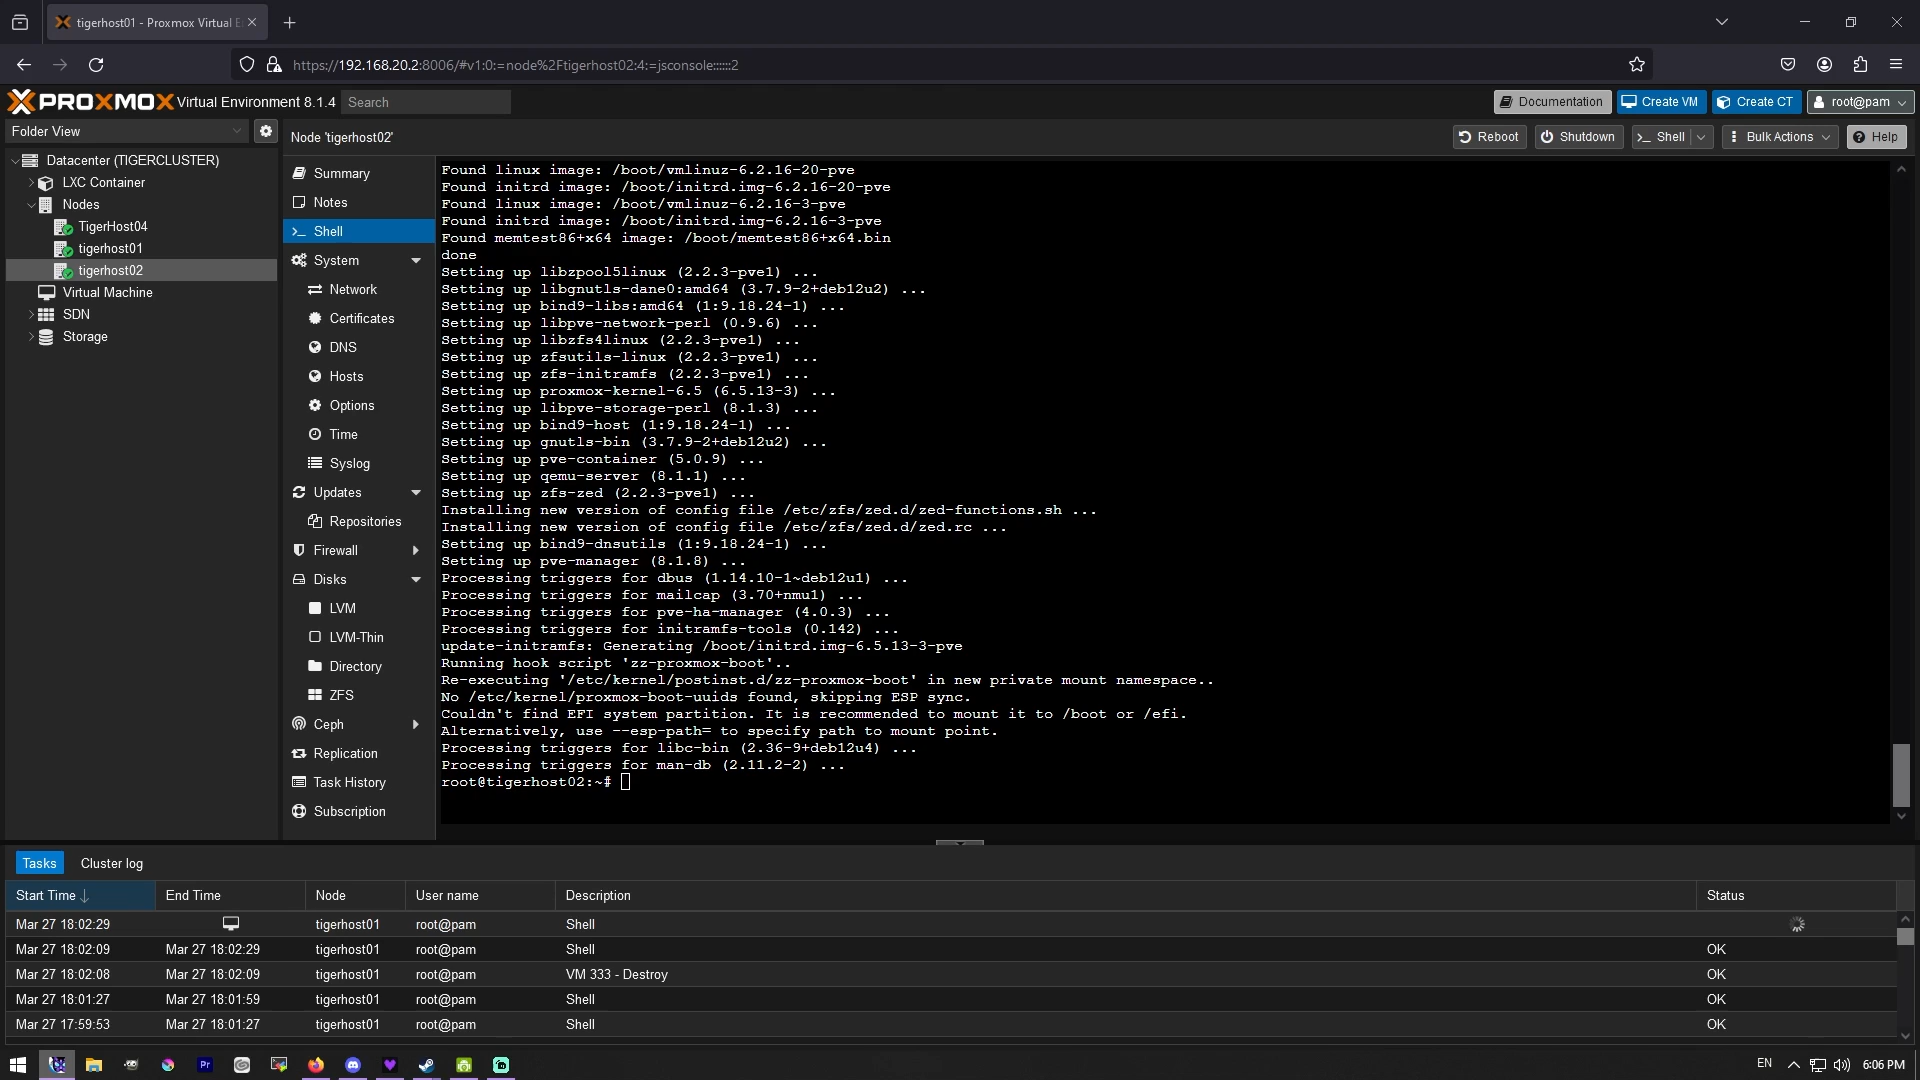 tigerhost01 - Proxmox Virtual E
https://192.168.20.2:8006/#v1:0:=node%2Ftigerhost02:4:=jsconsole::::::2
PROXMOX Virtual Environment 8.1.4 Search
Documentation Create VM Create CT root@pam
Folder View
Node 'tigerhost02'
Reboot Shutdown >_ Shell Bulk Actions Help
Datacenter (TIGERCLUSTER)
LXC Container
Nodes
TigerHost04
tigerhost01
tigerhost02
Virtual Machine
SDN
Storage
Summary
Notes
>_ Shell
System
Network
Certificates
DNS
Hosts
Options
Time
Syslog
Updates
Repositories
Firewall
Disks
LVM
LVM-Thin
Directory
ZFS
Ceph
Replication
Task History
Subscription
Found linux image: /boot/vmlinuz-6.2.16-20-pve
Found initrd image: /boot/initrd.img-6.2.16-20-pve
Found linux image: /boot/vmlinuz-6.2.16-3-pve
Found initrd image: /boot/initrd.img-6.2.16-3-pve
Found memtest86+x64 image: /boot/memtest86+x64.bin
done
Setting up libzpool5linux (2.2.3-pve1) ...
Setting up libgnutls-dane0:amd64 (3.7.9-2+deb12u2) ...
Setting up bind9-libs:amd64 (1:9.18.24-1) ...
Setting up libpve-network-perl (0.9.6) ...
Setting up libzfs4linux (2.2.3-pve1) ...
Setting up zfsutils-linux (2.2.3-pve1) ...
Setting up zfs-initramfs (2.2.3-pve1) ...
Setting up proxmox-kernel-6.5 (6.5.13-3) ...
Setting up libpve-storage-perl (8.1.3) ...
Setting up bind9-host (1:9.18.24-1) ...
Setting up gnutls-bin (3.7.9-2+deb12u2) ...
Setting up pve-container (5.0.9) ...
Setting up qemu-server (8.1.1) ...
Setting up zfs-zed (2.2.3-pve1) ...
Installing new version of config file /etc/zfs/zed.d/zed-functions.sh ...
Installing new version of config file /etc/zfs/zed.d/zed.rc ...
Setting up bind9-dnsutils (1:9.18.24-1) ...
Setting up pve-manager (8.1.8) ...
Processing triggers for dbus (1.14.10-1~deb12u1) ...
Processing triggers for mailcap (3.70+nmu1) ...
Processing triggers for pve-ha-manager (4.0.3) ...
Processing triggers for initramfs-tools (0.142) ...
update-initramfs: Generating /boot/initrd.img-6.5.13-3-pve
Running hook script 'zz-proxmox-boot'..
Re-executing '/etc/kernel/postinst.d/zz-proxmox-boot' in new private mount namespace..
No /etc/kernel/proxmox-boot-uuids found, skipping ESP sync.
Couldn't find EFI system partition. It is recommended to mount it to /boot or /efi.
Alternatively, use --esp-path= to specify path to mount point.
Processing triggers for libc-bin (2.36-9+deb12u4) ...
Processing triggers for man-db (2.11.2-2) ...
root@tigerhost02:~#
Tasks Cluster log
Start Time End Time Node User name Description Status
Mar 27 18:02:29 tigerhost01 root@pam Shell
Mar 27 18:02:09 Mar 27 18:02:29 tigerhost01 root@pam Shell OK
Mar 27 18:02:08 Mar 27 18:02:09 tigerhost01 root@pam VM 333 - Destroy OK
Mar 27 18:01:27 Mar 27 18:01:59 tigerhost01 root@pam Shell OK
Mar 27 17:59:53 Mar 27 18:01:27 tigerhost01 root@pam Shell OK
Pr
EN 6:06 PM